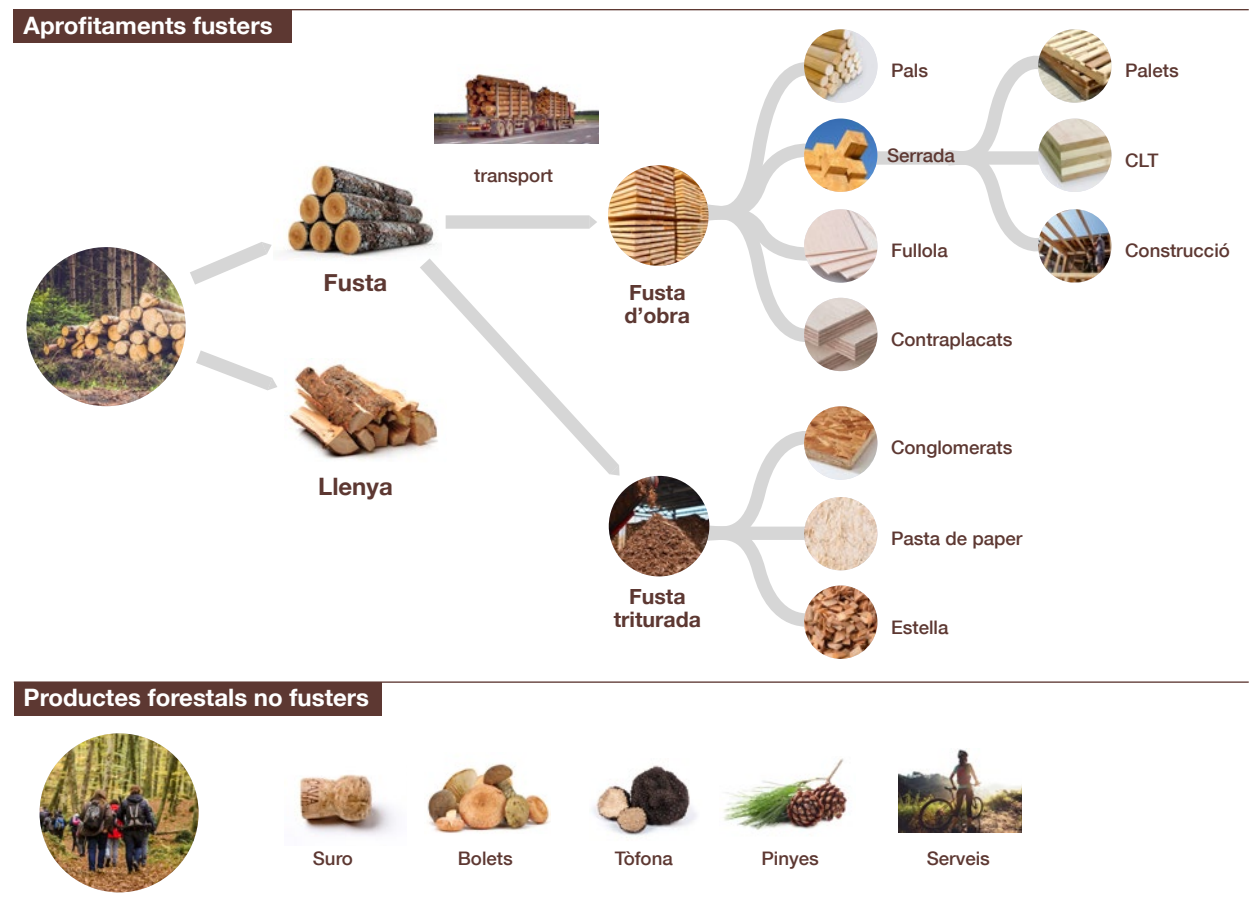 Aprofitaments fusters
transport
Fusta
Llenya
Fusta
d’obra
Pals
Serrada
Fullola
Contraplacats
Palets
CLT
Construcció
Fusta
triturada
Conglomerats
Pasta de paper
Estella
Productes forestals no fusters
CAVA
Suro
Bolets
Tòfona
Pinyes
Serveis